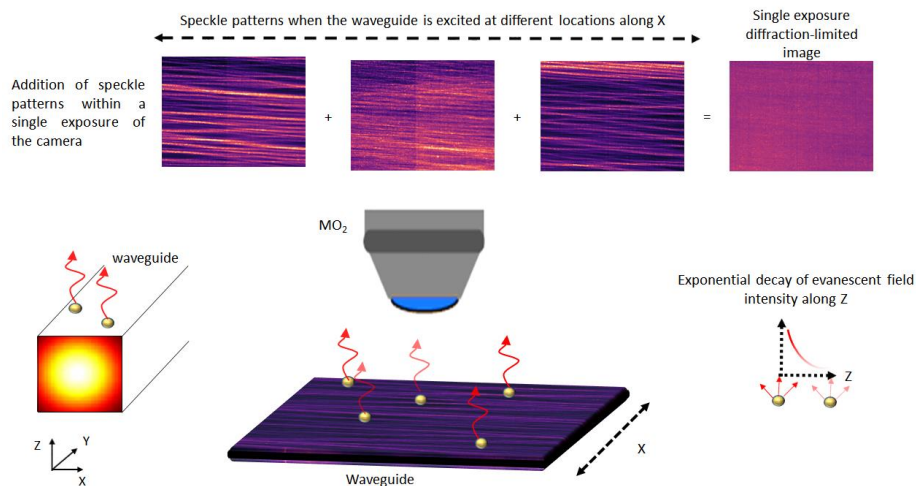 Speckle patterns when the waveguide is excited at different locations along X
Single exposure
diffraction-limited
image
Addition of speckle
patterns within a
single exposure of
the camera
+
+
=
MO₂
waveguide
Exponential decay of evanescent field
intensity along Z
Z
Z
Y
X
X
Waveguide